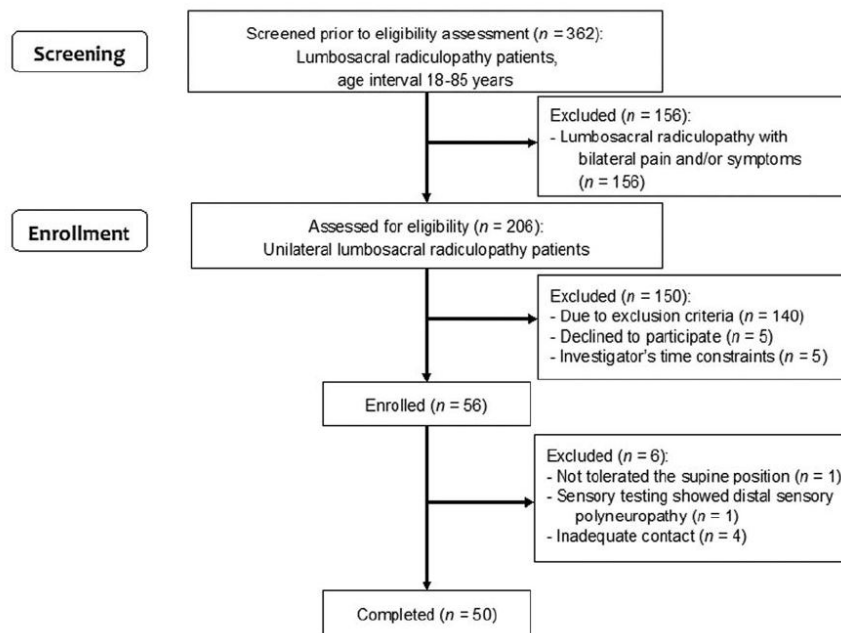 Screening
Screened prior to eligibility assessment (n = 362):
Lumbosacral radiculopathy patients,
age interval 18-85 years
Excluded (n = 156):
- Lumbosacral radiculopathy with
bilateral pain and/or symptoms
(n = 156)
Enrollment
Assessed for eligibility (n = 206):
Unilateral lumbosacral radiculopathy patients
Excluded (n = 150):
- Due to exclusion criteria (n = 140)
- Declined to participate (n = 5)
- Investigator's time constraints (n = 5)
Enrolled (n = 56)
Excluded (n = 6):
- Not tolerated the supine position (n = 1)
- Sensory testing showed distal sensory
polyneuropathy (n = 1)
- Inadequate contact (n = 4)
Completed (n = 50)